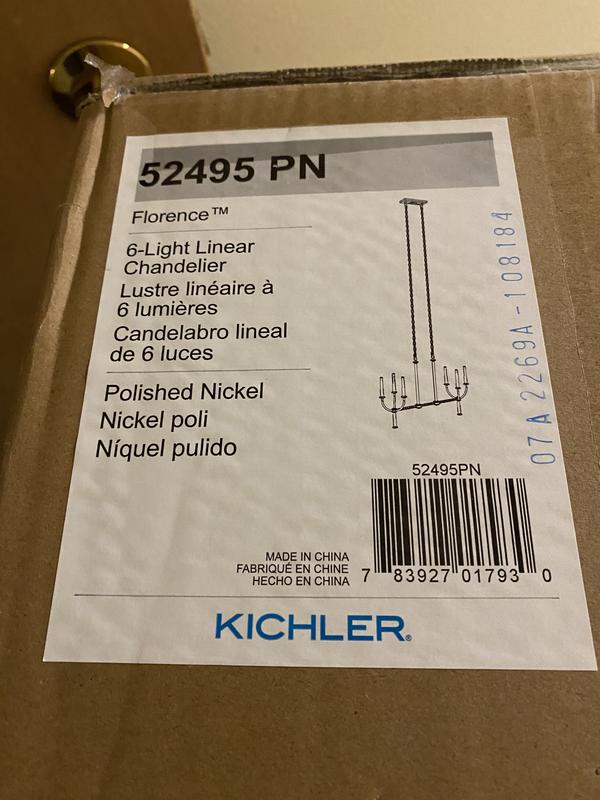 52495 PN
Florence™
6-Light Linear
Chandelier
Lustre linéaire à
6 lumières
Candelabro lineal
de 6 luces
Polished Nickel
Nickel poli
Níquel pulido
07A2269A-108184
52495PN
MADE IN CHINA
FABRIQUÉ EN CHINE
HECHO EN CHINA
7 83927 01793 0
KICHLER®